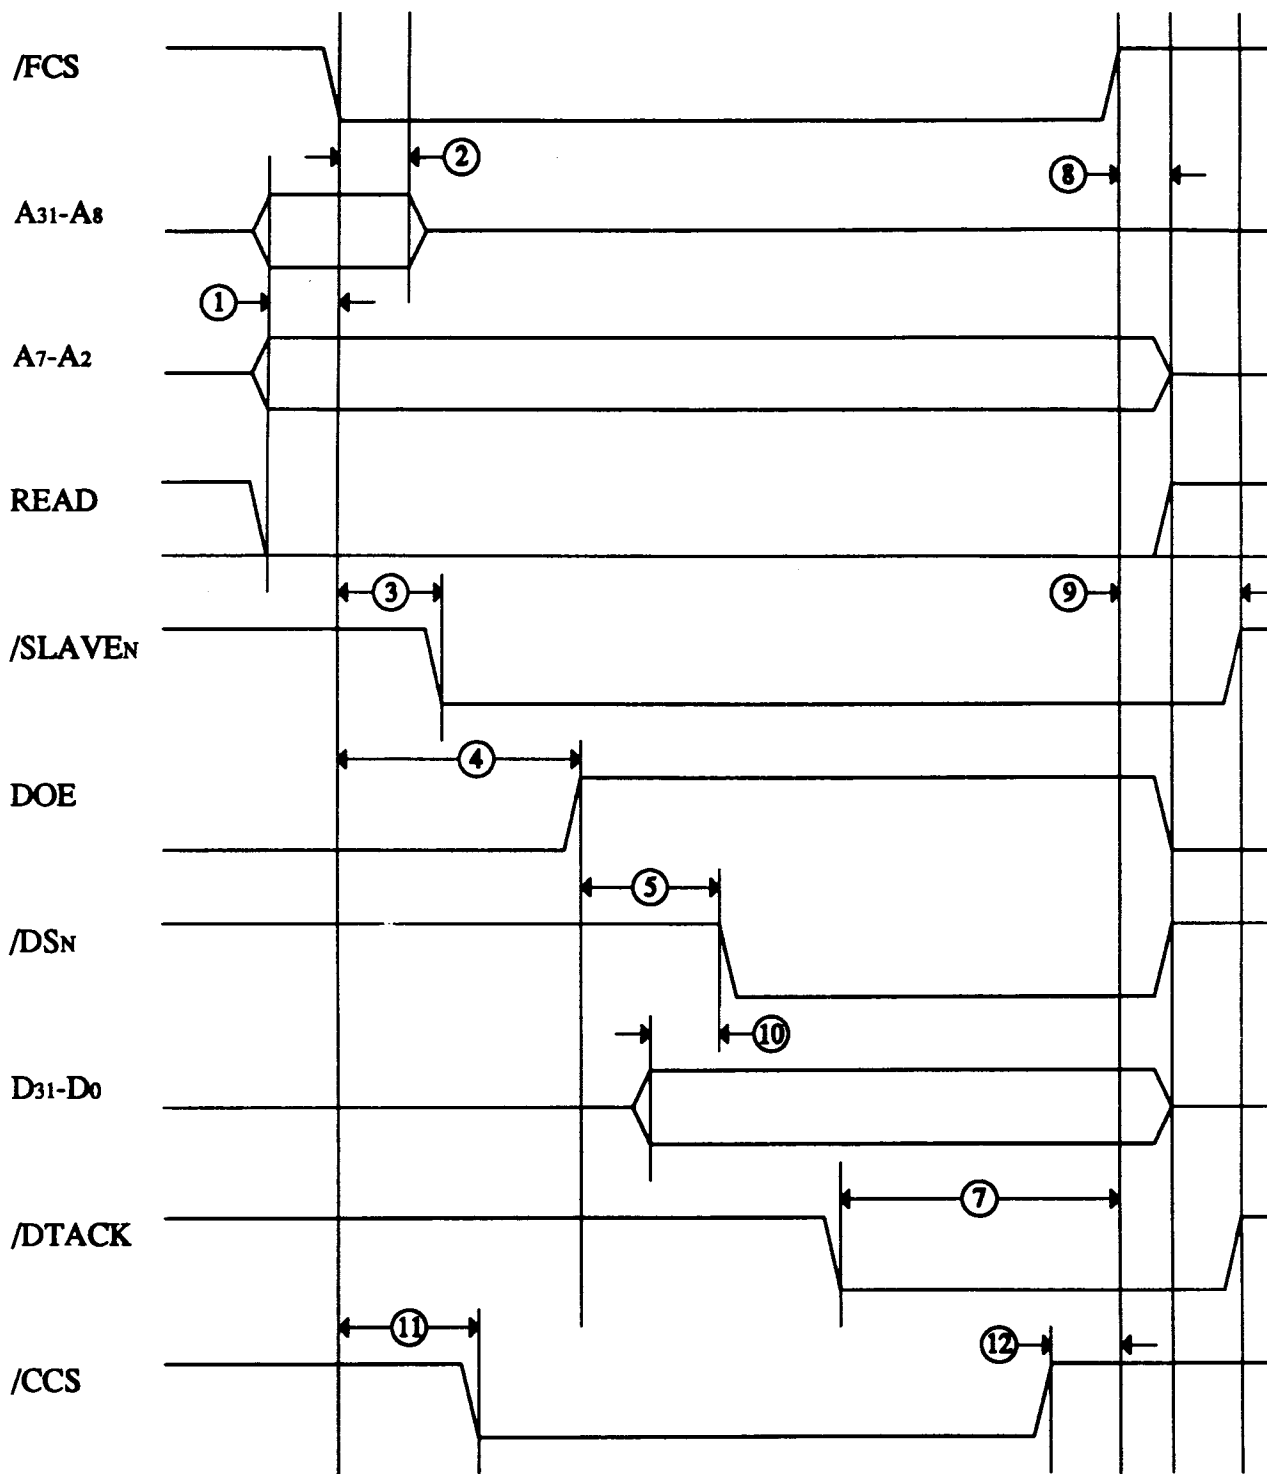 /FCS
2
8
A31-A8
1
A7-A2
READ
3
9
/SLAVEN
4
DOE
5
/DSN
10
D31-D0
7
/DTACK
11
12
/CCS